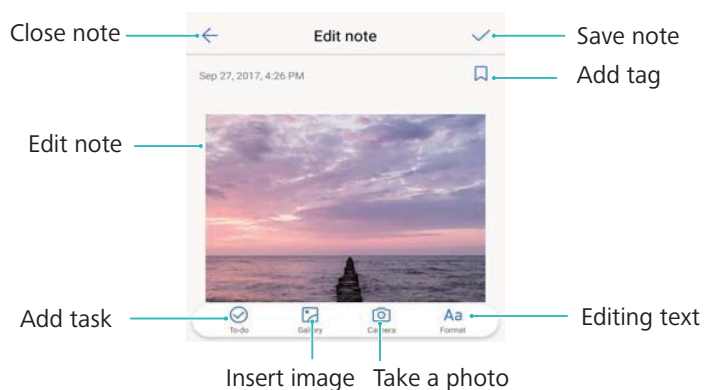 Close note
Edit note
Save note
Sep 27, 2017, 4:26 PM
Add tag
Edit note
Add task
To-do
Gallery
Camera
Aa
Format
Editing text
Insert image
Take a photo